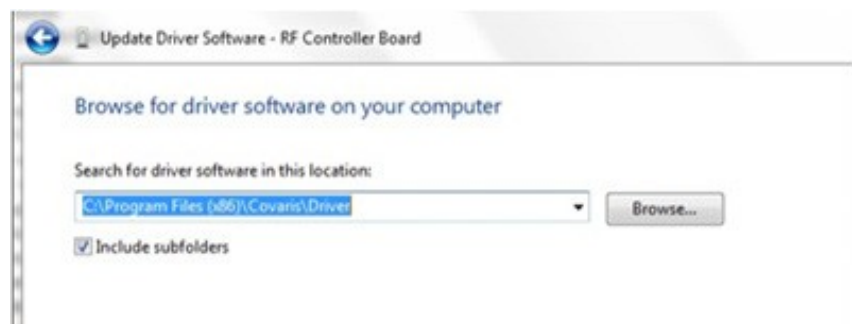 Update Driver Software - RF Controller Board
Browse for driver software on your computer
Search for driver software in this location:
C:\Program Files (x86)\Covaris\Driver
Browse...
Include subfolders